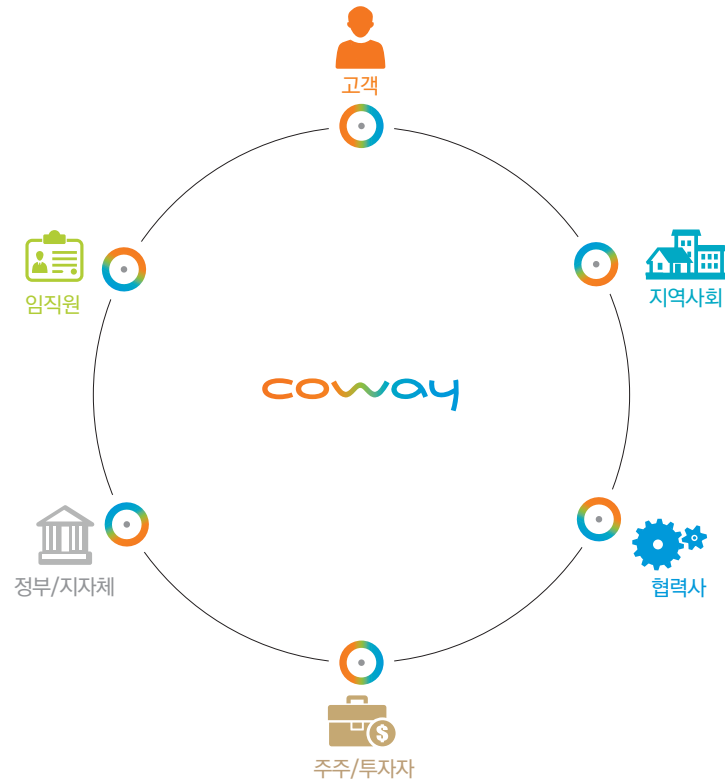 고객
임직원
지역사회
coway
정부/지자체
협력사
주주/투자자